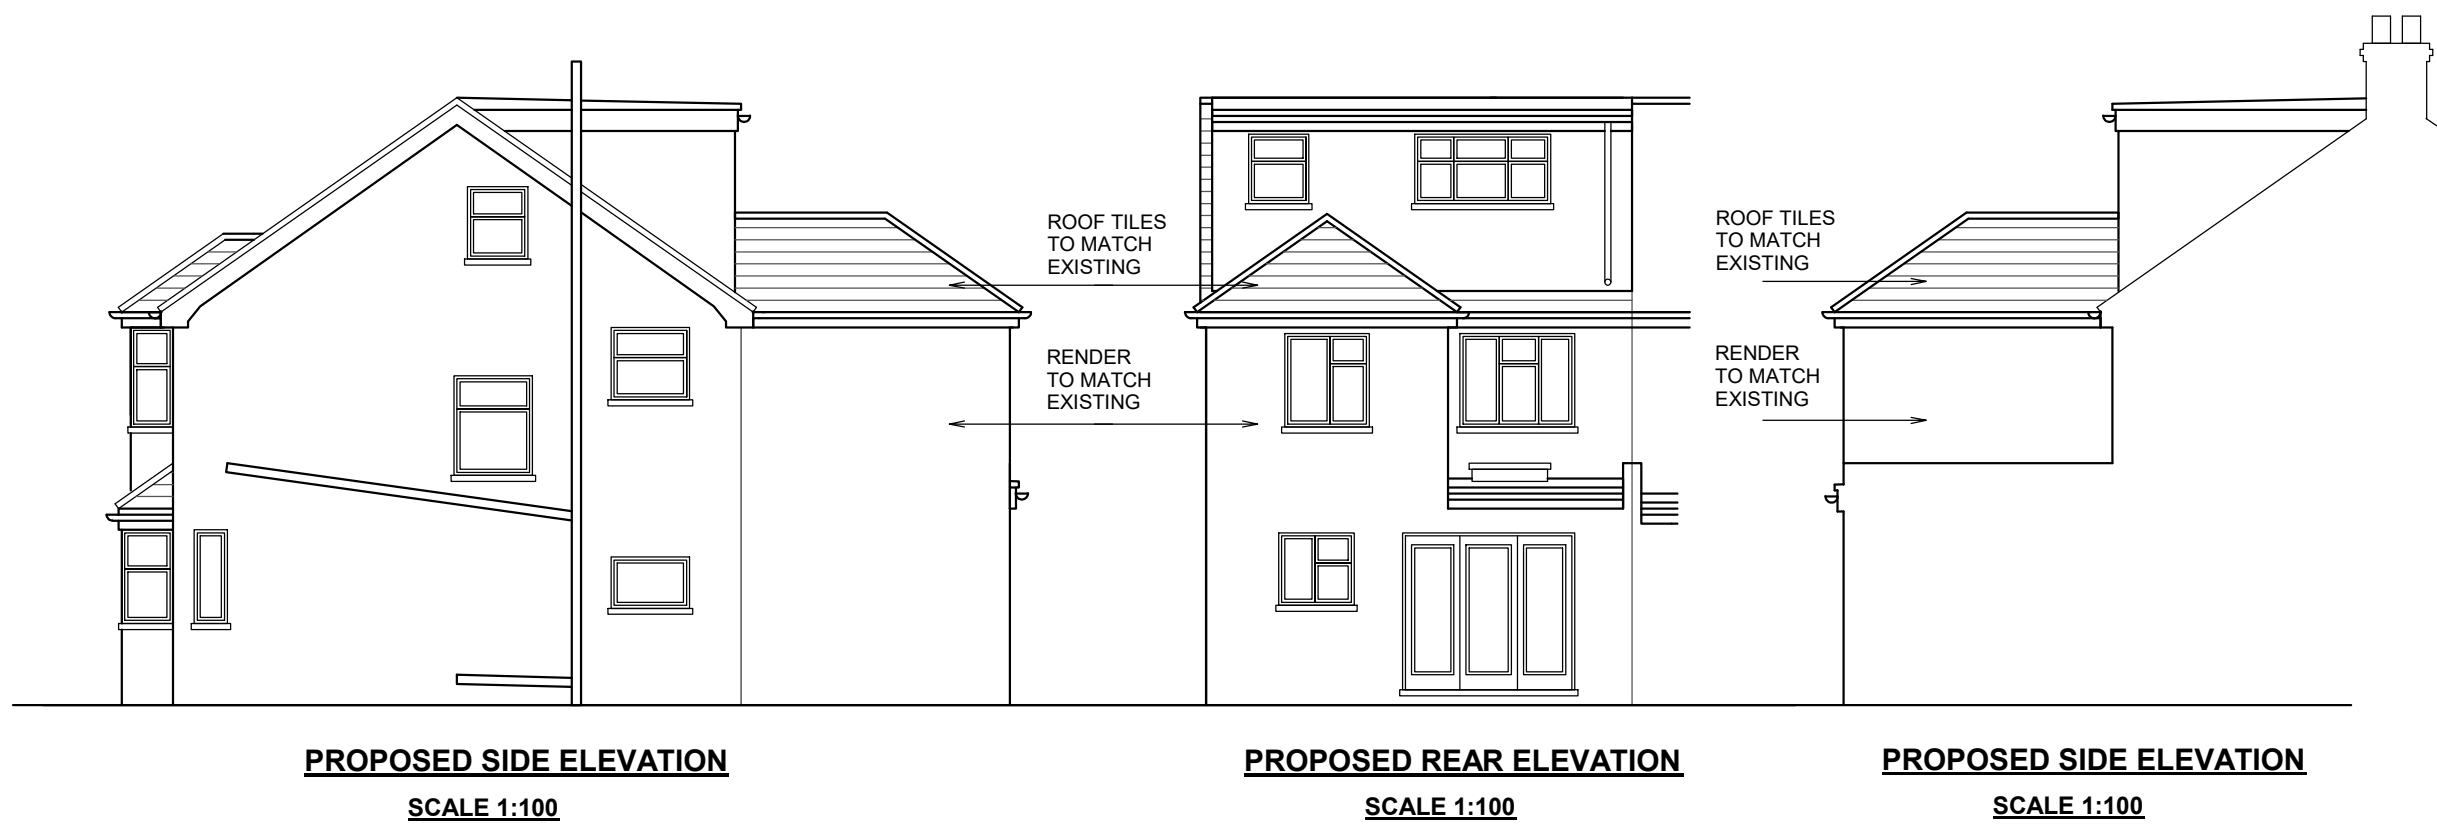 ROOF TILES
TO MATCH
EXISTING
RENDER
TO MATCH
EXISTING
ROOF TILES
TO MATCH
EXISTING
RENDER
TO MATCH
EXISTING
PROPOSED SIDE ELEVATION
SCALE 1:100
PROPOSED REAR ELEVATION
SCALE 1:100
PROPOSED SIDE ELEVATION
SCALE 1:100